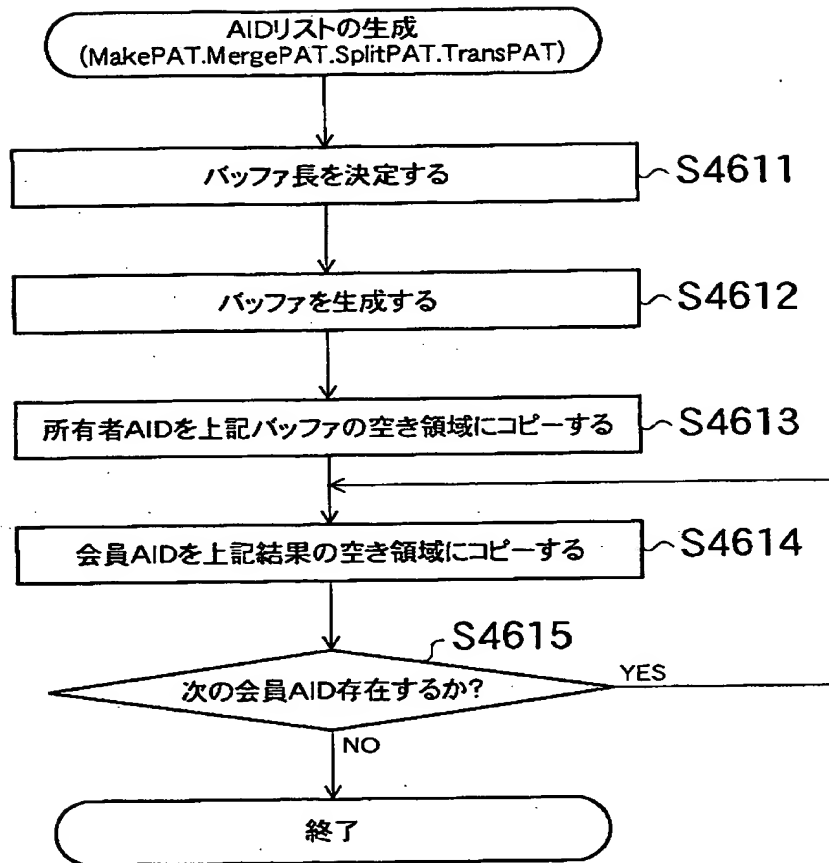 AIDリストの生成
(MakePAT.MergePAT.SplitPAT.TransPAT)
バッファ長を決定する
S4611
バッファを生成する
S4612
所有者AIDを上記バッファの空き領域にコピーする
S4613
会員AIDを上記結果の空き領域にコピーする
S4614
S4615
次の会員AID存在するか?
YES
NO
終了